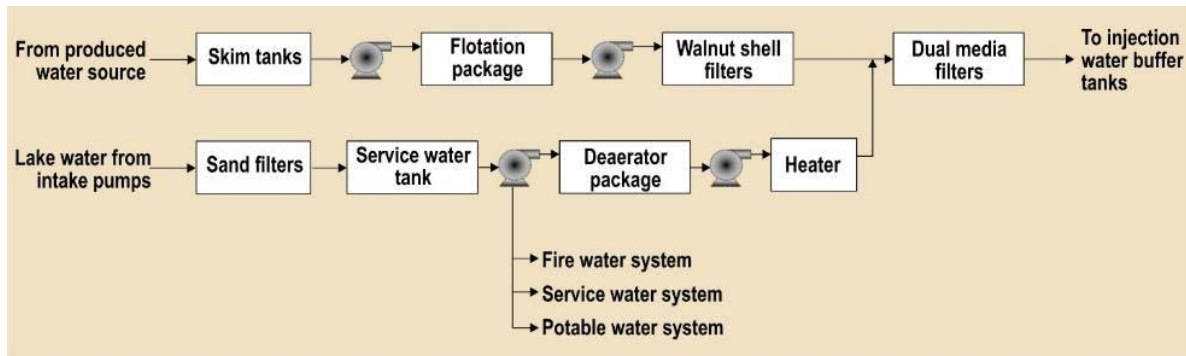 From produced
water source
Skim tanks
Flotation
package
Walnut shell
filters
Dual media
filters
To injection
water buffer
tanks
Lake water from
intake pumps
Sand filters
Service water
tank
Deaerator
package
Heater
Fire water system
Service water system
Potable water system